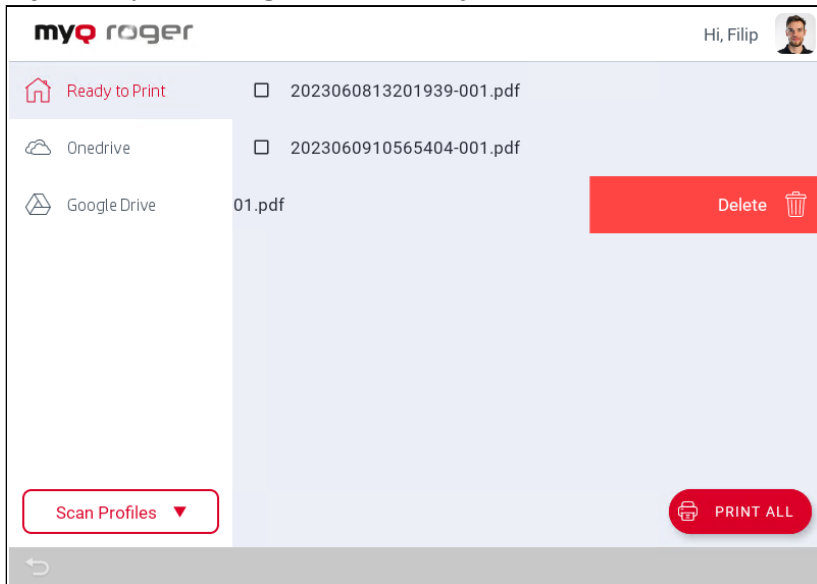 myQ roger
Hi, Filip
Ready to Print
2023060813201939-001.pdf
Onedrive
2023060910565404-001.pdf
Google Drive
01.pdf
Delete
Scan Profiles
PRINT ALL